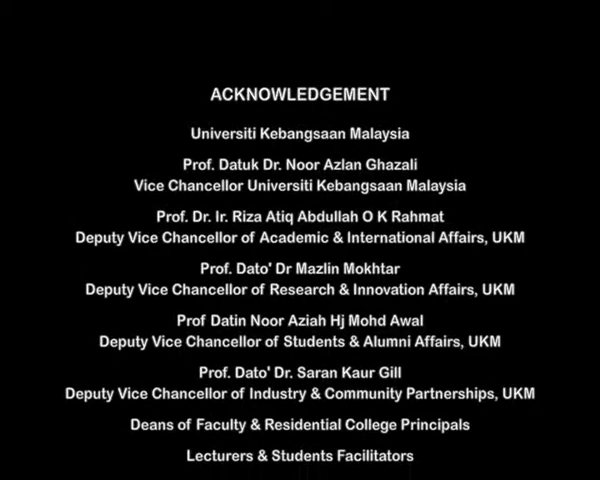 ACKNOWLEDGEMENT
Universiti Kebangsaan Malaysia
Prof. Datuk Dr. Noor Azlan Ghazali
Vice Chancellor Universiti Kebangsaan Malaysia
Prof. Dr. Ir. Riza Atiq Abdullah O K Rahmat
Deputy Vice Chancellor of Academic & International Affairs, UKM
Prof. Dato' Dr Mazlin Mokhtar
Deputy Vice Chancellor of Research & Innovation Affairs, UKM
Prof Datin Noor Aziah Hj Mohd Awal
Deputy Vice Chancellor of Students & Alumni Affairs, UKM
Prof. Dato' Dr. Saran Kaur Gill
Deputy Vice Chancellor of Industry & Community Partnerships, UKM
Deans of Faculty & Residential College Principals
Lecturers & Students Facilitators